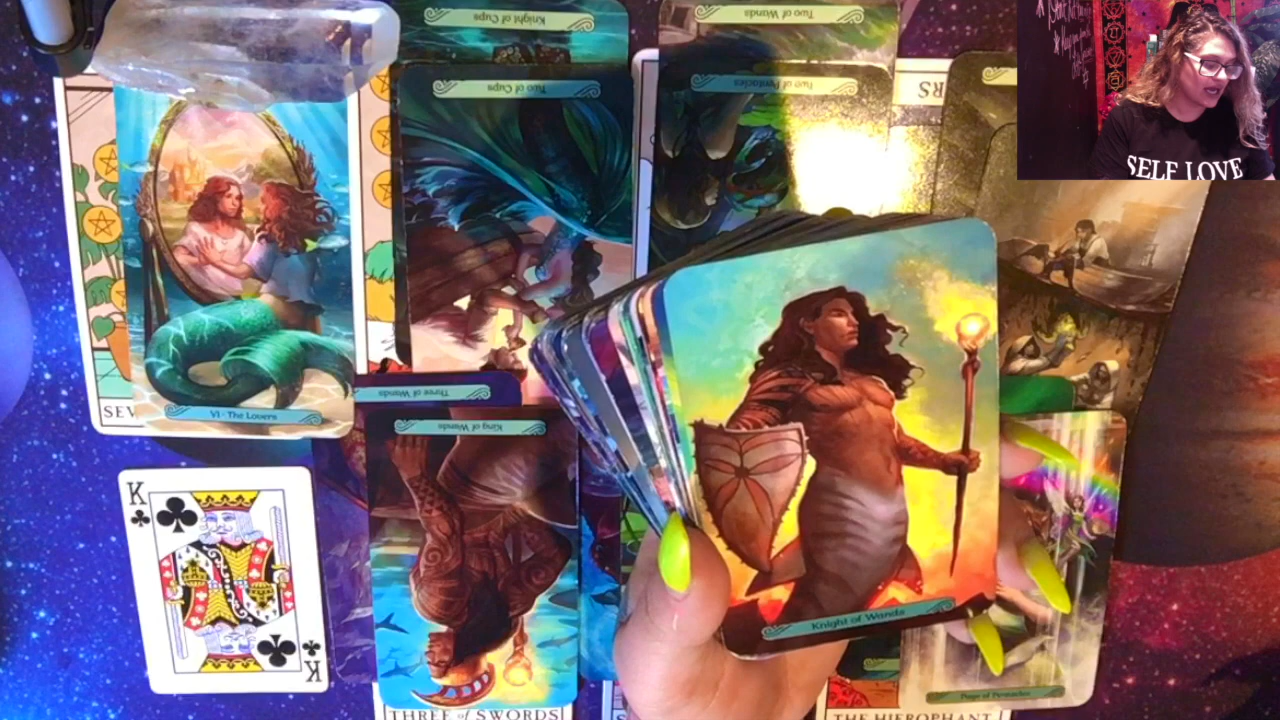 Knight of Cups
Two of Wands
Two of Cups
Two of Pentacles
RS
SELF LOVE
SEV
VI - The Lovers
Three of Wands
King of Wands
K
K
Knight of Wands
Page of Pentacles
THREE of SWORDS
S
THE HIEROPHANT